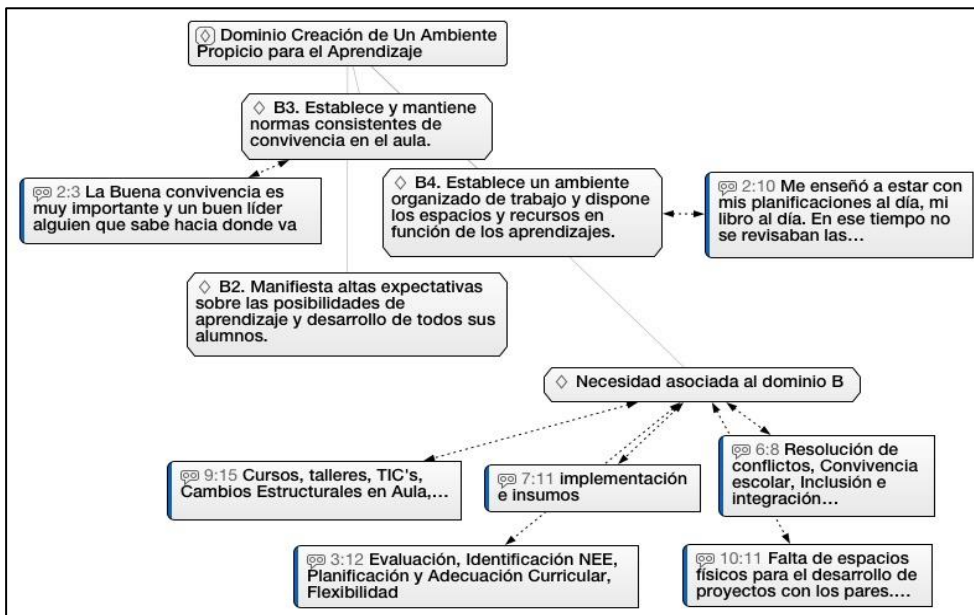 Dominio Creación de Un Ambiente
Propicio para el Aprendizaje
B3. Establece y mantiene
normas consistentes de
convivencia en el aula.
2:3 La Buena convivencia es
muy importante y un buen líder
alguien que sabe hacia donde va
B4. Establece un ambiente
organizado de trabajo y dispone
los espacios y recursos en
función de los aprendizajes.
2:10 Me enseñó a estar con
mis planificaciones al día, mi
libro al día. En ese tiempo no
se revisaban las…
B2. Manifiesta altas expectativas
sobre las posibilidades de
aprendizaje y desarrollo de todos sus
alumnos.
Necesidad asociada al dominio B
9:15 Cursos, talleres, TIC's,
Cambios Estructurales en Aula,…
7:11 implementación
e insumos
6:8 Resolución de
conflictos, Convivencia
escolar, Inclusión e
integración…
3:12 Evaluación, Identificación NEE,
Planificación y Adecuación Curricular,
Flexibilidad
10:11 Falta de espacios
físicos para el desarrollo de
proyectos con los pares.…